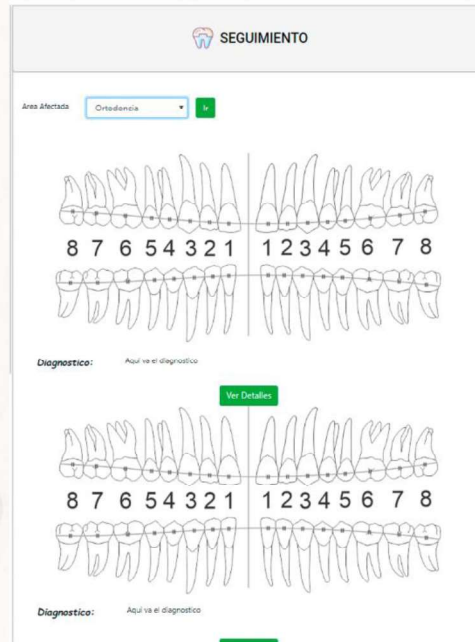 SEGUIMIENTO
Area Afectada Ortodoncia Ir
8 7 6 5 4 3 2 1 1 2 3 4 5 6 7 8
Diagnostico: Aqui va el diagnostico
Ver Detalles
8 7 6 5 4 3 2 1 1 2 3 4 5 6 7 8
Diagnostico: Aqui va el diagnostico